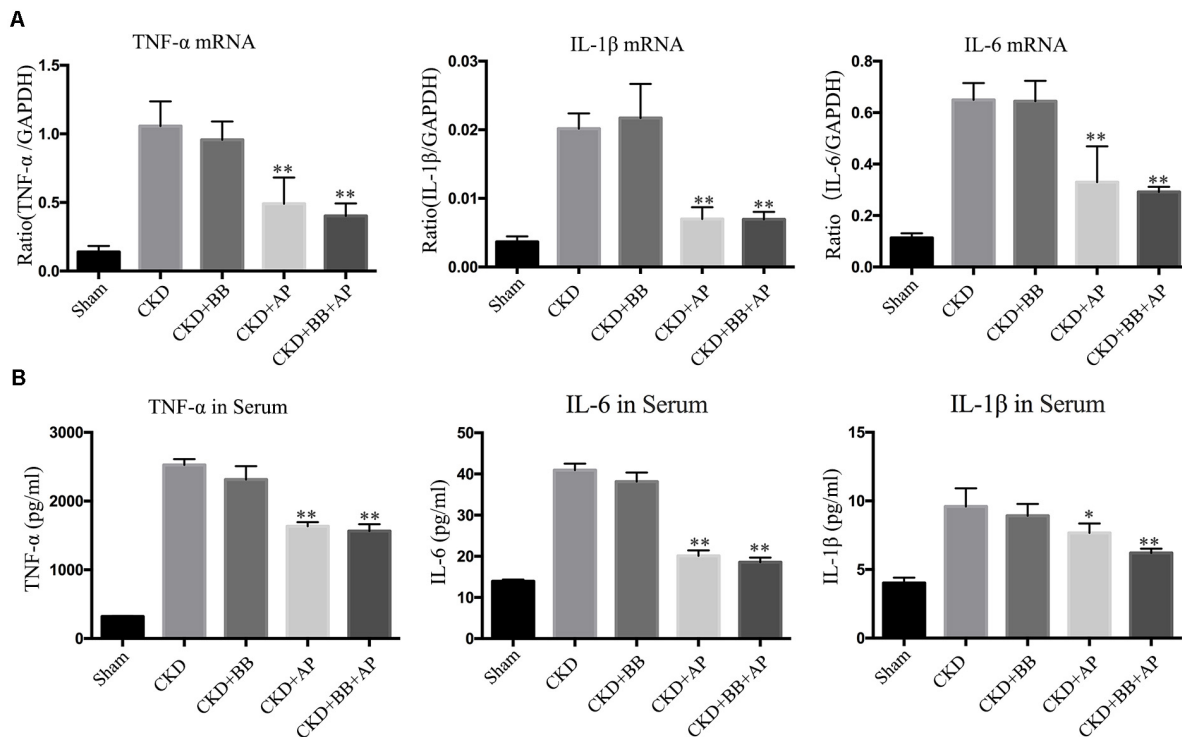 A
TNF-α mRNA
Ratio(TNF-α /GAPDH)
1.5
1.0
0.5
0.0
** **
Sham CKD CKD+BB CKD+AP CKD+BB+AP
IL-1β mRNA
Ratio(IL-1β/GAPDH)
0.03
0.02
0.01
0.00
** **
Sham CKD CKD+BB CKD+AP CKD+BB+AP
IL-6 mRNA
Ratio (IL-6/GAPDH)
0.8
0.6
0.4
0.2
0.0
** **
Sham CKD CKD+BB CKD+AP CKD+BB+AP
B
TNF-α in Serum
TNF-α (pg/ml)
3000
2000
1000
0
** **
Sham CKD CKD+BB CKD+AP CKD+BB+AP
IL-6 in Serum
IL-6 (pg/ml)
50
40
30
20
10
0
** **
Sham CKD CKD+BB CKD+AP CKD+BB+AP
IL-1β in Serum
IL-1β (pg/ml)
15
10
5
0
* **
Sham CKD CKD+BB CKD+AP CKD+BB+AP